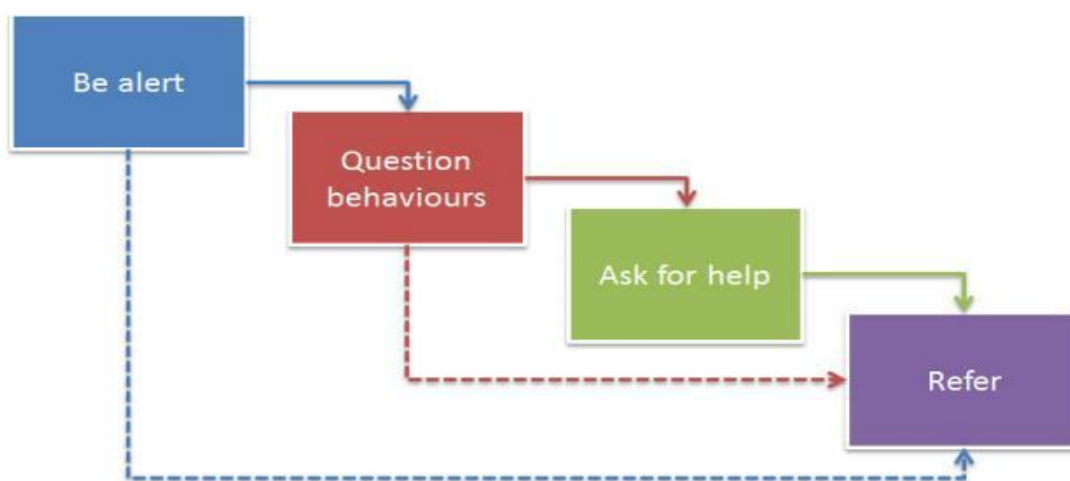 Be alert
Question
behaviours
Ask for help
Refer